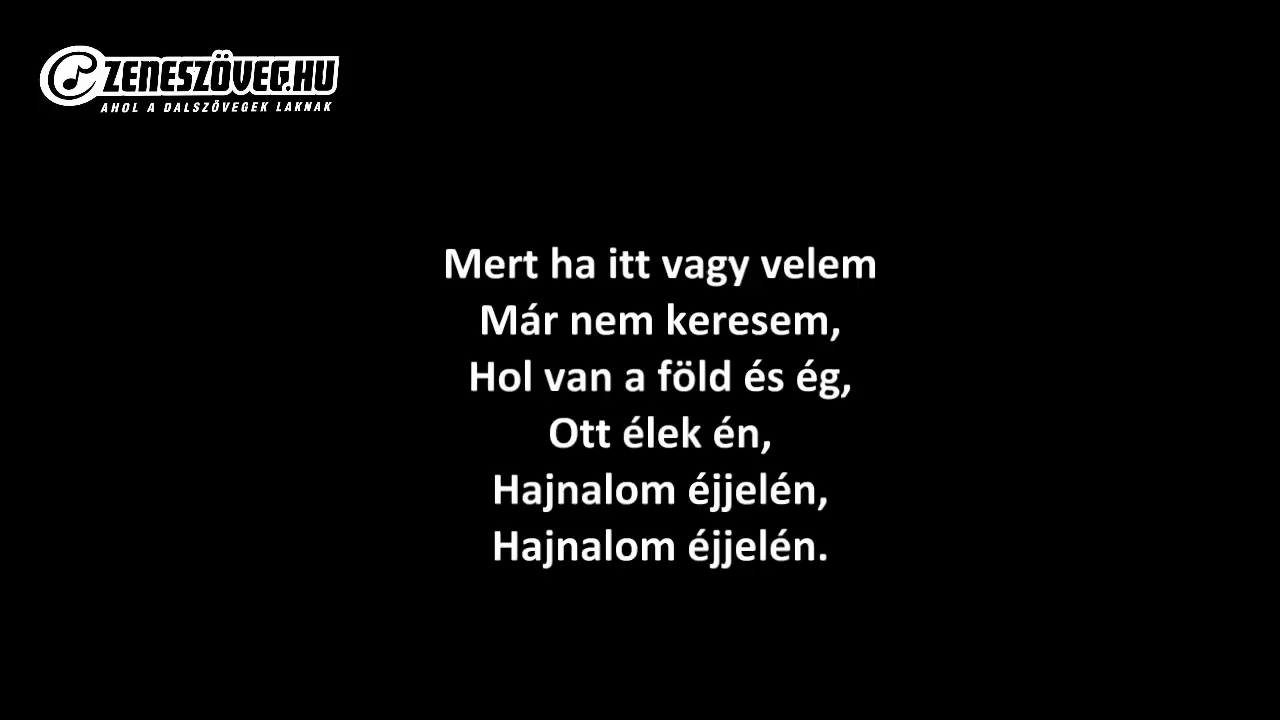 ZENESZÖVEG.HU
AHOL A DALSZÖVEGEK LAKNAK
Mert ha itt vagy velem
Már nem keresem,
Hol van a föld és ég,
Ott élek én,
Hajnalom éjjelén,
Hajnalom éjjelén.